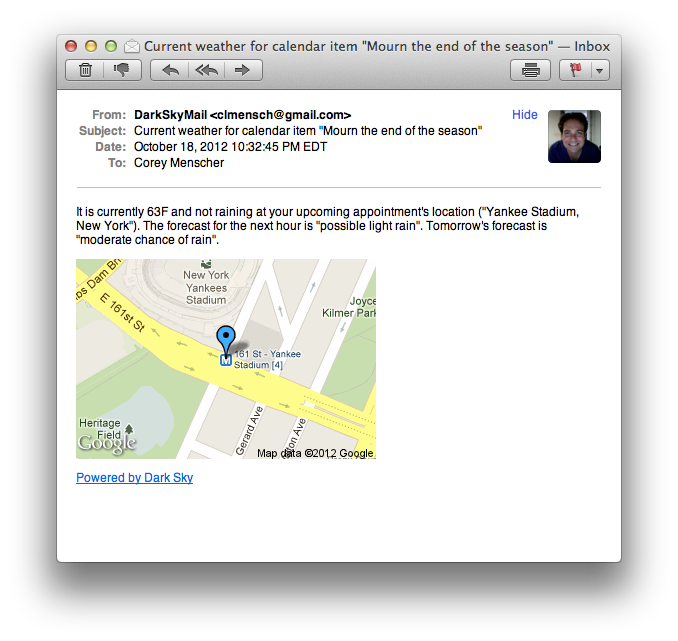 Current weather for calendar item "Mourn the end of the season" — Inbox
From: DarkSkyMail <clmensch@gmail.com>
Hide
Subject: Current weather for calendar item "Mourn the end of the season"
Date: October 18, 2012 10:32:45 PM EDT
To: Corey Menscher
It is currently 63F and not raining at your upcoming appointment's location ("Yankee Stadium,
New York"). The forecast for the next hour is "possible light rain". Tomorrow's forecast is
"moderate chance of rain".
New York
Yankees
Stadium
bs Dam Br
E 161st St
Joyce
Kilmer Park
M
161 St - Yankee
Stadium [4]
Heritage
Field
Gerard Ave
ton Ave
Google
Map data ©2012 Google
Powered by Dark Sky